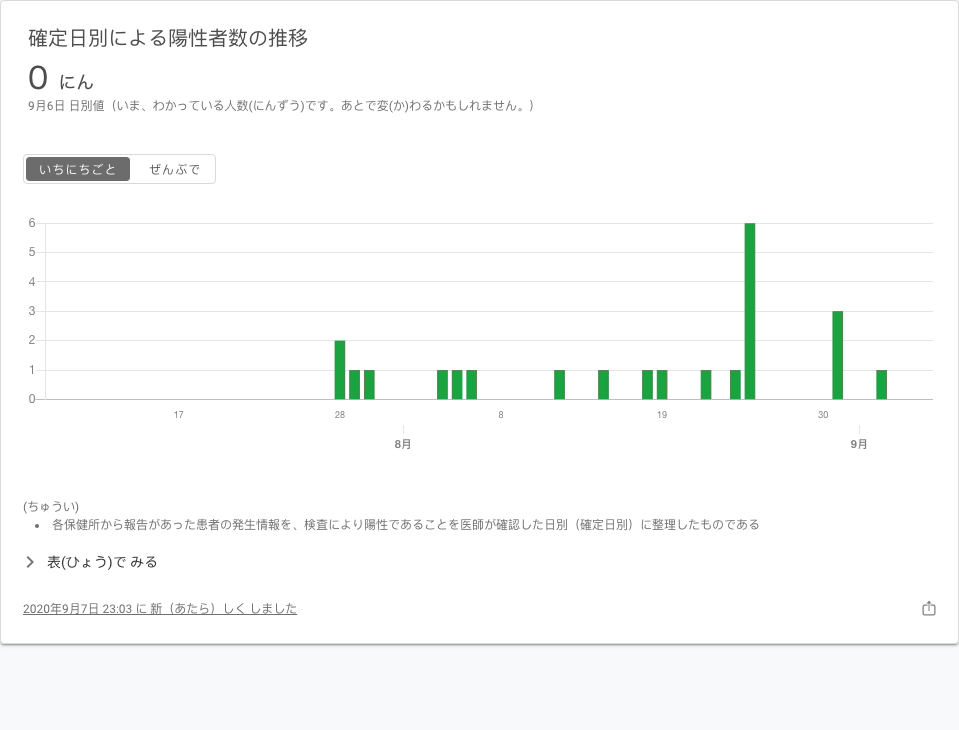 確定日別による陽性者数の推移
0 にん
9月6日 日別値（いま、わかっている人数(にんずう)です。あとで変(か)わるかもしれません。）
いちにちごと ぜんぶで
6
5
4
3
2
1
0
17 28 8 19 30
8月 9月
(ちゅうい)
• 各保健所から報告があった患者の発生情報を、検査により陽性であることを医師が確認した日別（確定日別）に整理したものである
表(ひょう)で みる
2020年9月7日 23:03 に 新（あたら）しく しました